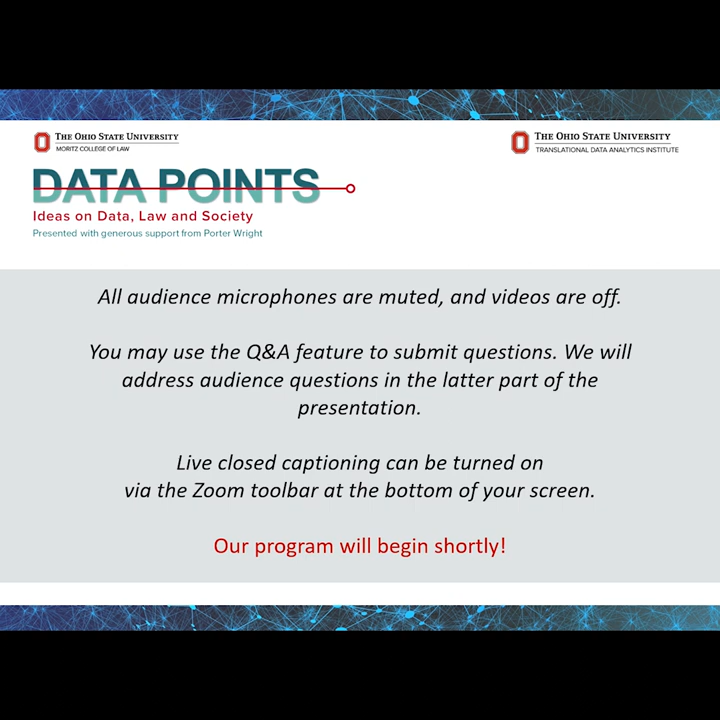 THE OHIO STATE UNIVERSITY
MORITZ COLLEGE OF LAW
THE OHIO STATE UNIVERSITY
TRANSLATIONAL DATA ANALYTICS INSTITUTE
DATA POINTS
Ideas on Data, Law and Society
Presented with generous support from Porter Wright
All audience microphones are muted, and videos are off.
You may use the Q&A feature to submit questions. We will
address audience questions in the latter part of the
presentation.
Live closed captioning can be turned on
via the Zoom toolbar at the bottom of your screen.
Our program will begin shortly!